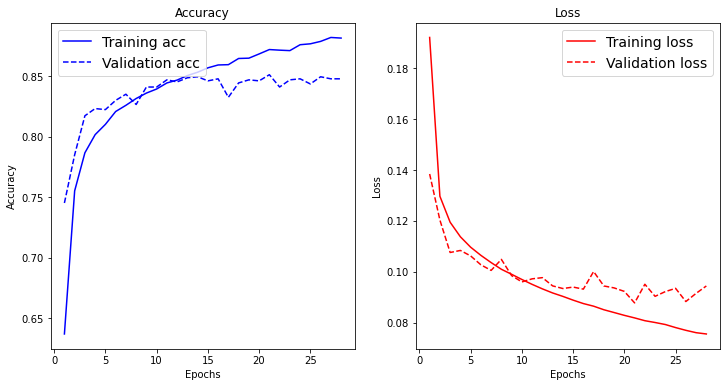 Accuracy
Training acc
Validation acc
0.85
0.80
0.75
0.70
0.65
Accuracy
0
5
10
15
20
25
Epochs
Loss
Training loss
Validation loss
0.18
0.16
0.14
0.12
0.10
0.08
Loss
0
5
10
15
20
25
Epochs